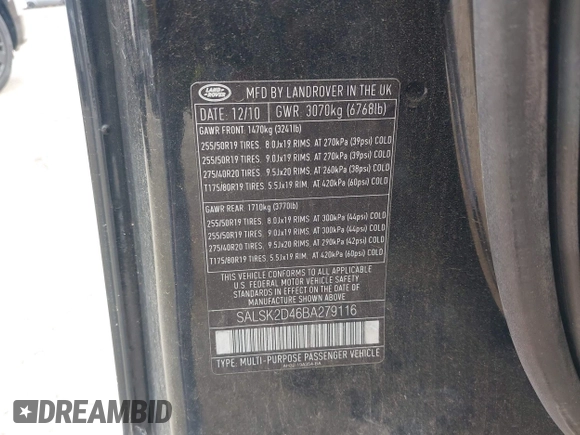 LAND ROVER
MFD BY LANDROVER IN THE UK
DATE: 12/10 GWR: 3070kg (6768lb)
GAWR FRONT 1470kg (3241lb)
255/50R19 TIRES. 8.0Jx19 RIM. AT 270kPa (39psi) COLD
255/50R19 TIRES. 9.0Jx19 RIM. AT 270kPa (39psi) COLD
275/40R20 TIRES. 9.5Jx20 RIM. AT 260kPa (38psi) COLD
T175/80R19 TIRES. 5.5Jx19 RIM. AT 420kPa (60psi) COLD
GAWR REAR 1710kg (3770lb)
255/50R19 TIRES. 8.0Jx19 RIM. AT 300kPa (44psi) COLD
255/50R19 TIRES. 9.0Jx19 RIM. AT 300kPa (44psi) COLD
275/40R20 TIRES. 9.5Jx20 RIM. AT 290kPa (42psi) COLD
T175/80R19 TIRES. 5.5Jx19 RIM. AT 420kPa (60psi) COLD
THIS VEHICLE CONFORMS TO ALL APPLICABLE
U.S. FEDERAL MOTOR VEHICLE SAFETY
STANDARDS IN EFFECT ON THE DATE OF
MANUFACTURE SHOWN ABOVE
SALSK2D46BA279116
TYPE: MULTI-PURPOSE PASSENGER VEHICLE
DREAMBID